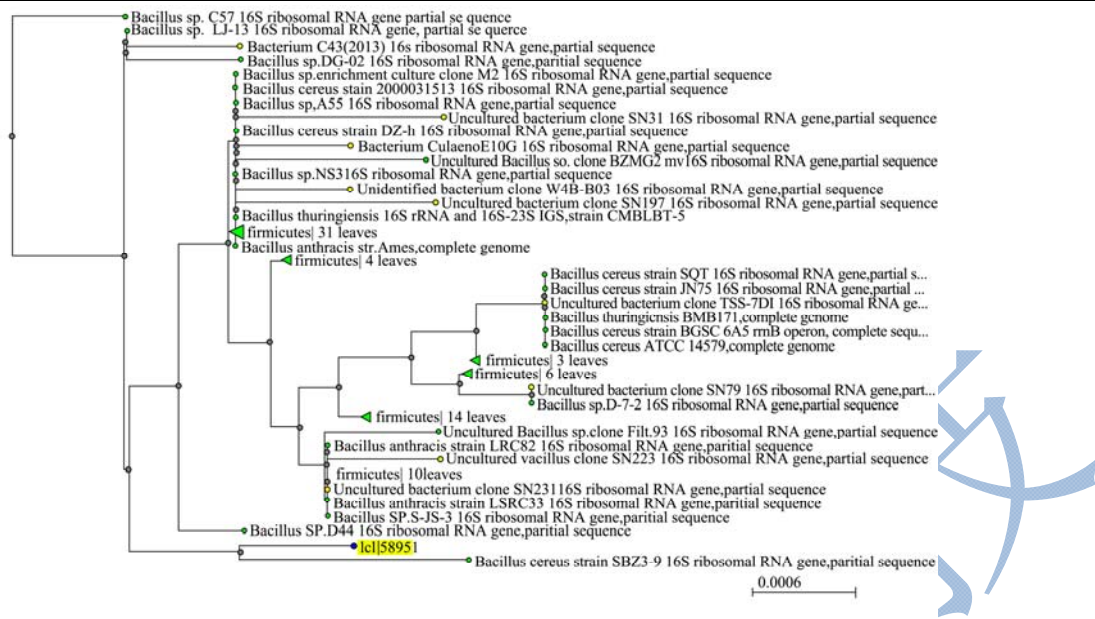 Bacillus sp. C57 16S ribosomal RNA gene partial se quence
Bacillus sp. LJ-13 16S ribosomal RNA gene, partial se querce
Bacterium C43(2013) 16s ribosomal RNA gene,partial sequence
Bacillus sp.DG-02 16S ribosomal RNA gene,paritial sequence
Bacillus sp.enrichment culture clone M2 16S ribosomal RNA gene,partial sequence
Bacillus cereus stain 2000031513 16S ribosomal RNA gene,partial sequence
Bacillus sp,A55 16S ribosomal RNA gene,partial sequence
Uncultured bacterium clone SN31 16S ribosomal RNA gene,partial sequence
Bacillus cereus strain DZ-h 16S ribosomal RNA gene,partial sequence
Bacterium CulaenoE10G 16S ribosomal RNA gene,partial sequence
Uncultured Bacillus so. clone BZMG2 mv16S ribosomal RNA gene,partial sequence
Bacillus sp.NS316S ribosomal RNA gene,partial sequence
Unidentified bacterium clone W4B-B03 16S ribosomal RNA gene,partial sequence
Uncultured bacterium clone SN197 16S ribosomal RNA gene,partial sequence
Bacillus thuringiensis 16S rRNA and 16S-23S IGS,strain CMBLBT-5
firmicutes| 31 leaves
Bacillus anthracis str.Ames,complete genome
firmicutes| 4 leaves
Bacillus cereus strain SQT 16S ribosomal RNA gene,partial s...
Bacillus cereus strain JN75 16S ribosomal RNA gene,partial ...
Uncultured bacterium clone TSS-7DI 16S ribosomal RNA ge...
Bacillus thuringicnsis BMB171,complete gcnome
Bacillus cereus strain BGSC 6A5 rrnB operon, complete sequ...
Bacillus cereus ATCC 14579,complete genome
firmicutes| 3 leaves
firmicutes| 6 leaves
Uncultured bacterium clone SN79 16S ribosomal RNA gene,part...
Bacillus sp.D-7-2 16S ribosomal RNA gene,partial sequence
firmicutes| 14 leaves
Uncultured Bacillus sp.clone Filt.93 16S ribosomal RNA gene,partial sequence
Bacillus anthracis strain LRC82 16S ribosomal RNA gene,paritial sequence
Uncultured vacillus clone SN223 16S ribosomal RNA gene,partial sequence
firmicutes| 10leaves
Uncultured bacterium clone SN23116S ribosomal RNA gene,partial sequence
Bacillus anthracis strain LSRC33 16S ribosomal RNA gene,partial sequence
Bacillus SP.S-JS-3 16S ribosomal RNA gene,paritial sequence
Bacillus SP.D44 16S ribosomal RNA gene,paritial sequence
lcl|58951
Bacillus cereus strain SBZ3-9 16S ribosomal RNA gene,paritial sequence
0.0006